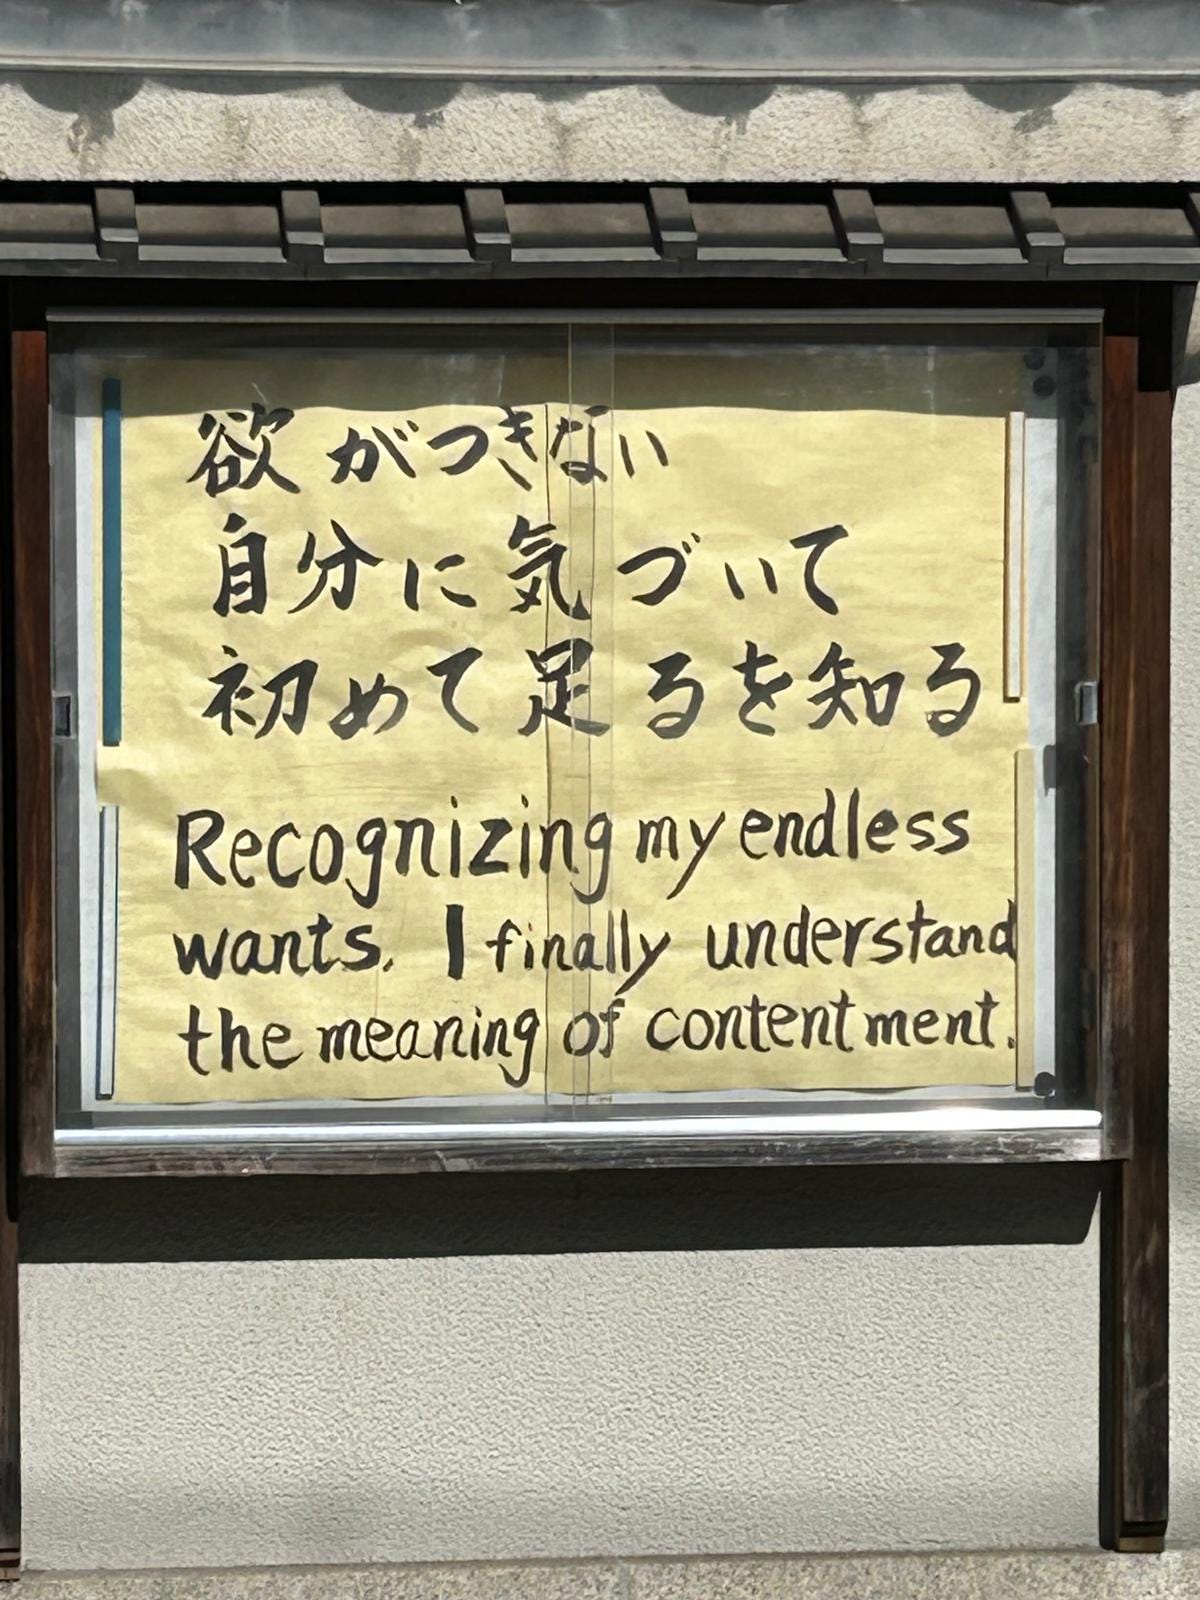 欲がつきない
自分に気づいて
初めて足るを知る
Recognizing my endless
wants. I finally understand
the meaning of contentment.